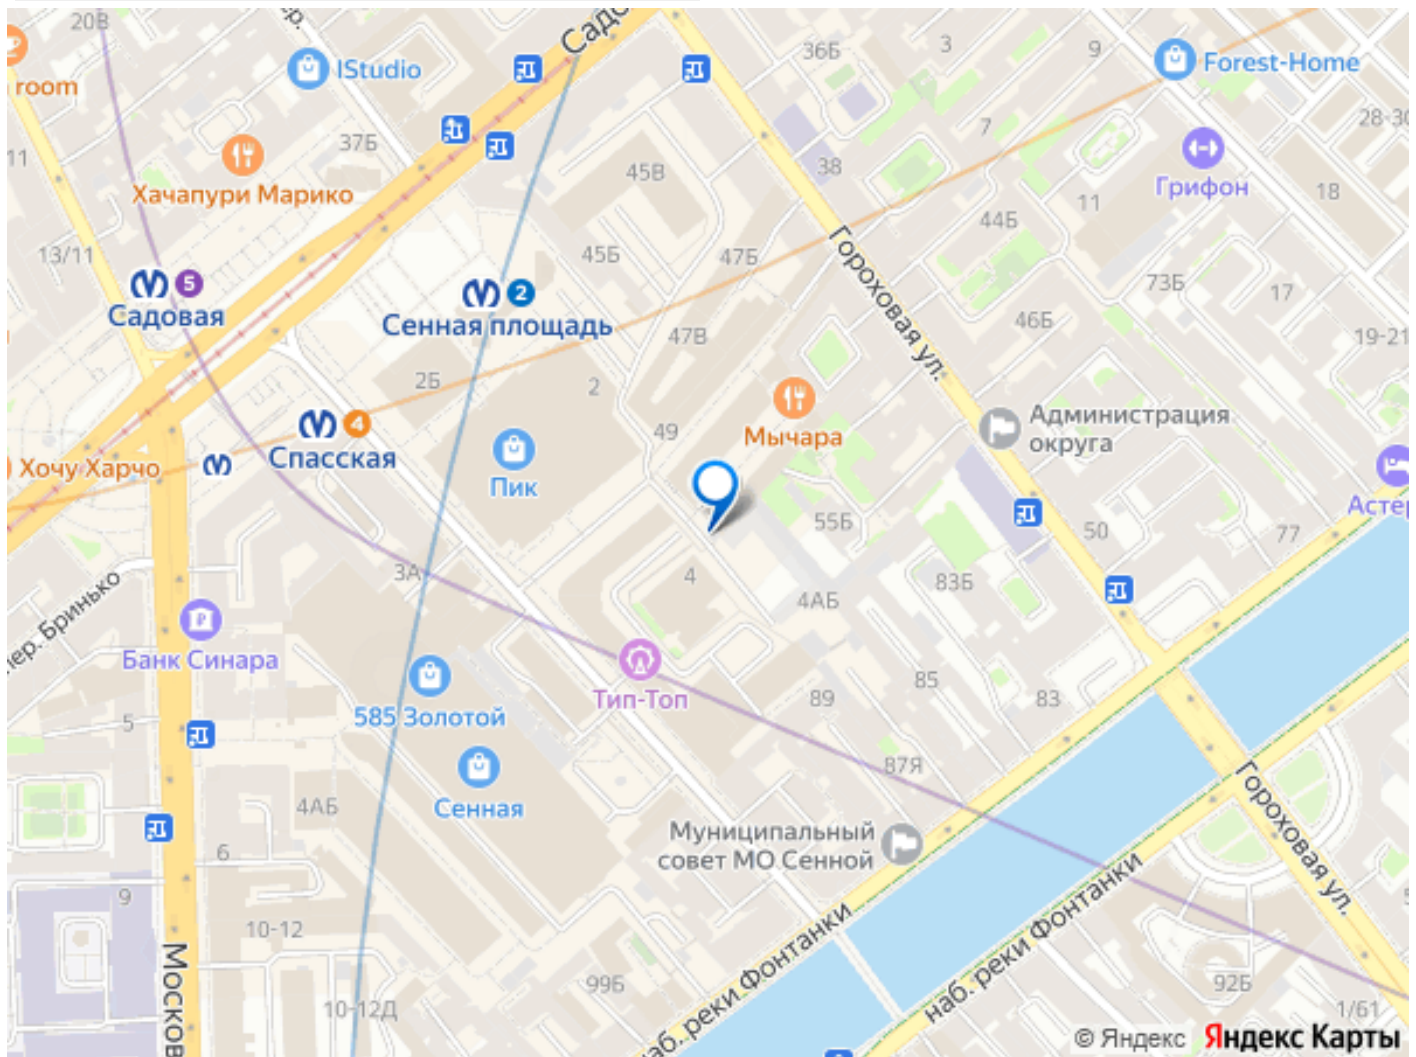 20В
Садо
36Б
3
9
Forest-Home
IStudio
room
28-30
37Б
7
11
45В
38
Хачапури Марико
Грифон
18
11
44Б
13/11
45Б
47Б
73Б
17
5
Садовая
2
Сенная площадь
Гороховая ул.
46Б
19-21
47В
2Б
2
Администрация
округа
4
Спасская
49
Мычара
Хочу Харчо
Пик
Астер
55Б
50
77
3А
4
83Б
4АБ
пер. Бринько
Банк Синара
Тип-Топ
89
85
83
585 Золотой
5
87Я
Сенная
4АБ
Муниципальный
совет МО Сенной
Гороховая ул.
6
9
10-12
Москов
наб. реки Фонтанки
наб. реки Фонтанки
99Б
92Б
10-12Д
1/61
© Яндекс Яндекс Карты